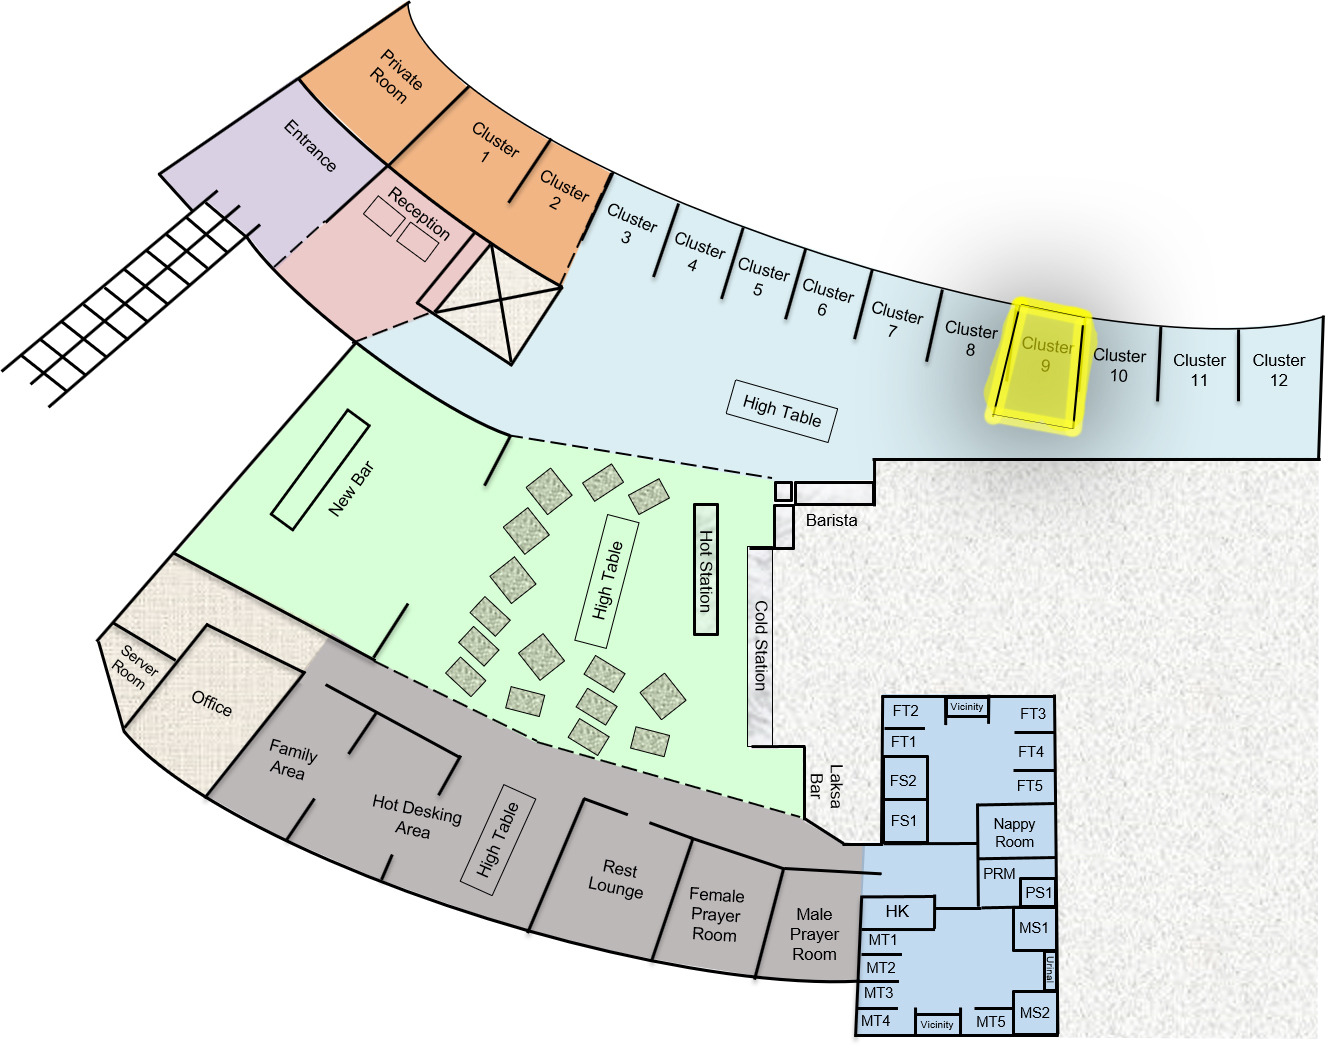 Private
Room
Entrance
Cluster
1
Cluster
2
Reception
Cluster
3
Cluster
4
Cluster
5
Cluster
6
Cluster
7
Cluster
8
Cluster
9
Cluster
10
Cluster
11
Cluster
12
High Table
New Bar
High Table
Hot Station
Barista
Cold Station
Laksa
Bar
Server
Room
Office
Family
Area
Hot Desking
Area
High Table
Rest
Lounge
Female
Prayer
Room
Male
Prayer
Room
FT2
Vicinity
FT3
FT1
FT4
FS2
FT5
FS1
Nappy
Room
PRM
PS1
HK
MS1
MT1
MT2
Urinal
MT3
MT4
Vicinity
MT5
MS2